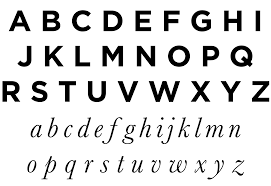 A B C D E F G H I
J K L M N O P Q
R S T U V W X Y Z
a b c d e f g h i j k l m n
o p q r s t u v w x y z